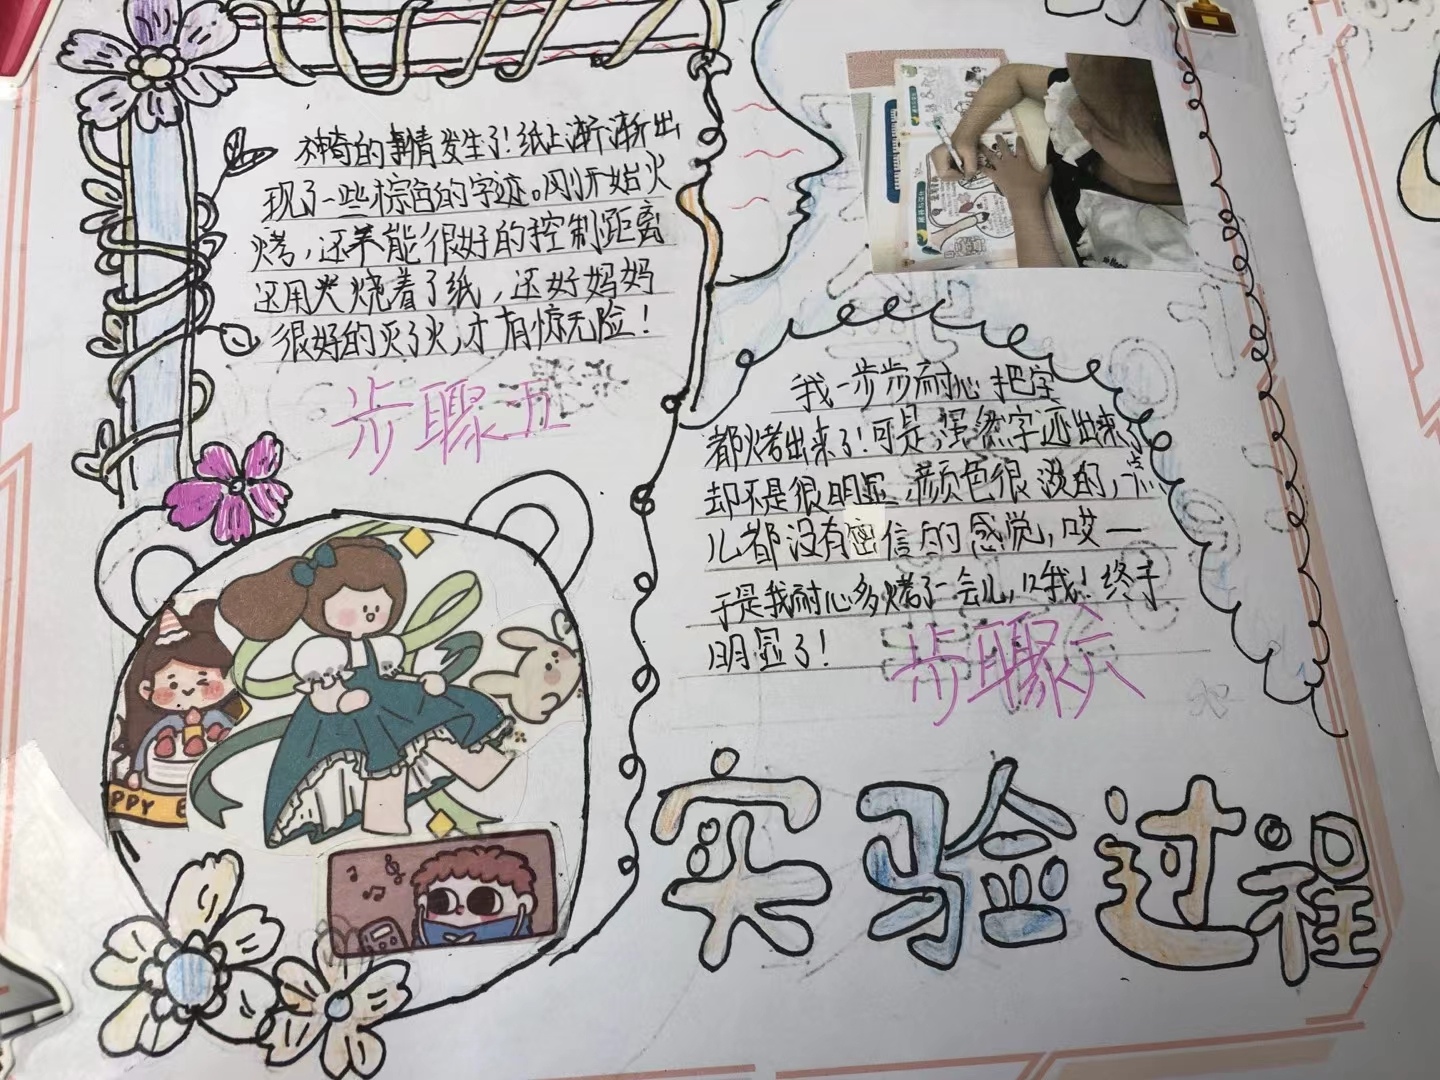 神奇的事情发生了!纸上渐渐出
现了一些棕色的字迹。刚开始火
烤,还不能很好的控制距离
还用火烧着了纸,还好妈妈
很好的灭了火,才有惊无险!
步骤五
我一步步耐心把字
都烤出来了!可是虽然字迹出来了
却不是很明显,颜色很淡的,一点
儿都没有密信的感觉,哎一
于是我耐心多烤了一会儿,哦!终于
明显了!
步骤六
PPY
实验过程